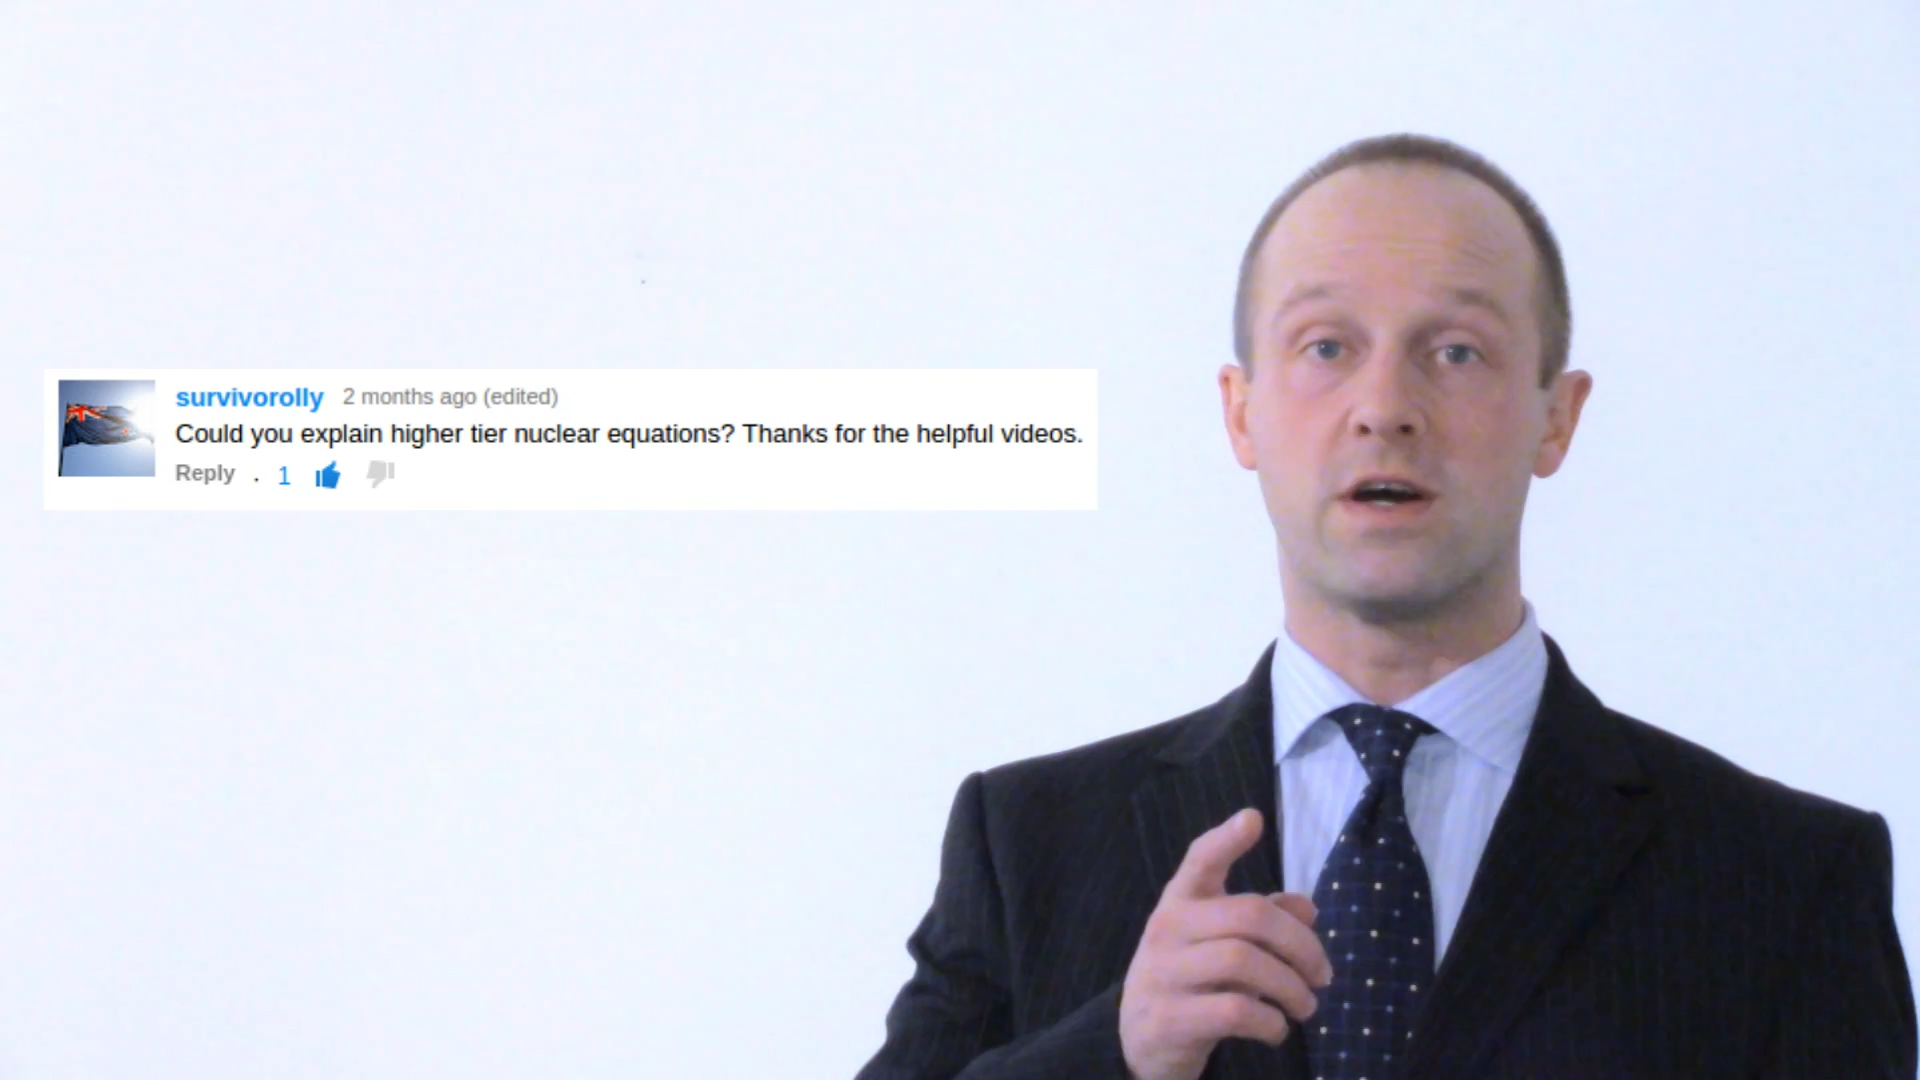 survivorolly 2 months ago (edited)
Could you explain higher tier nuclear equations? Thanks for the helpful videos.
Reply . 1